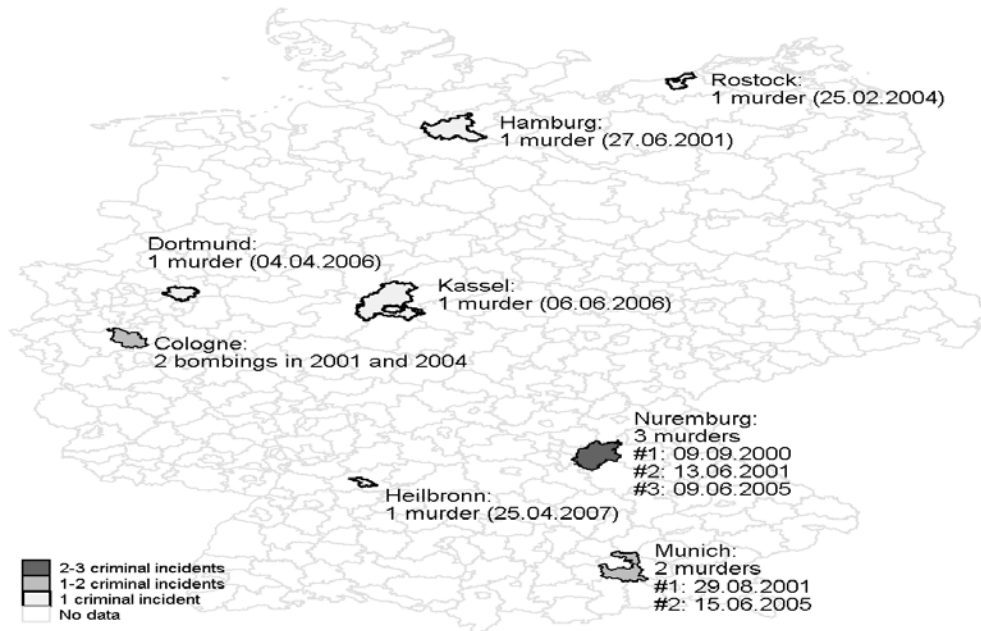 Rostock:
1 murder (25.02.2004)
Hamburg:
1 murder (27.06.2001)
Dortmund:
1 murder (04.04.2006)
Kassel:
1 murder (06.06.2006)
Cologne:
2 bombings in 2001 and 2004
Nuremburg:
3 murders
#1: 09.09.2000
#2: 13.06.2001
#3: 09.06.2005
Heilbronn:
1 murder (25.04.2007)
Munich:
2 murders
#1: 29.08.2001
#2: 15.06.2005
2-3 criminal incidents
1-2 criminal incidents
1 criminal incident
No data